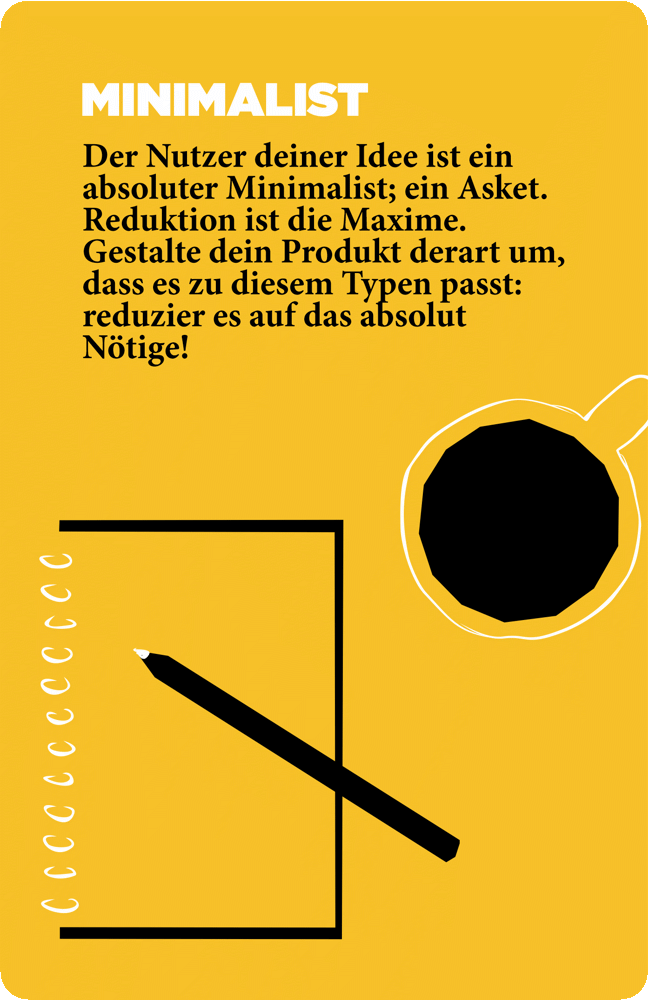 MINIMALIST
Der Nutzer deiner Idee ist ein
absoluter Minimalist; ein Asket.
Reduktion ist die Maxime.
Gestalte dein Produkt derart um,
dass es zu diesem Typen passt:
reduzier es auf das absolut
Nötige!